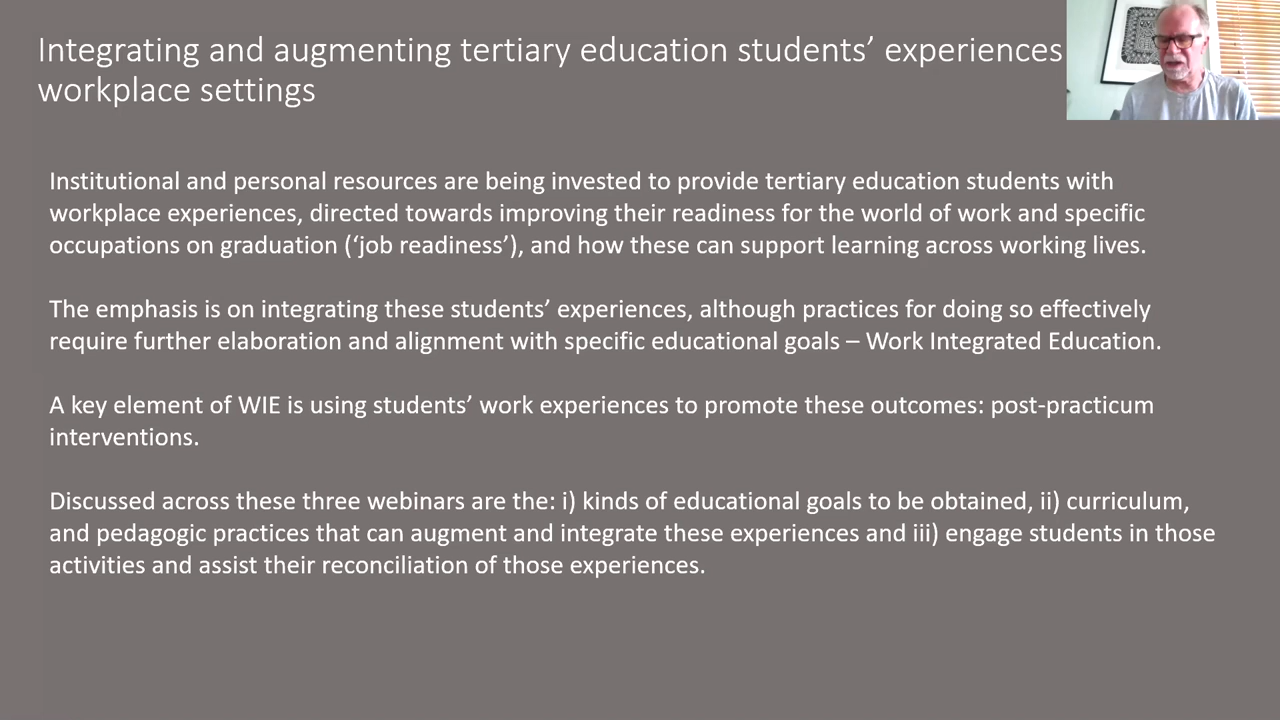 Integrating and augmenting tertiary education students’ experiences
workplace settings
Institutional and personal resources are being invested to provide tertiary education students with
workplace experiences, directed towards improving their readiness for the world of work and specific
occupations on graduation (‘job readiness’), and how these can support learning across working lives.
The emphasis is on integrating these students’ experiences, although practices for doing so effectively
require further elaboration and alignment with specific educational goals – Work Integrated Education.
A key element of WIE is using students’ work experiences to promote these outcomes: post-practicum
interventions.
Discussed across these three webinars are the: i) kinds of educational goals to be obtained, ii) curriculum,
and pedagogic practices that can augment and integrate these experiences and iii) engage students in those
activities and assist their reconciliation of those experiences.